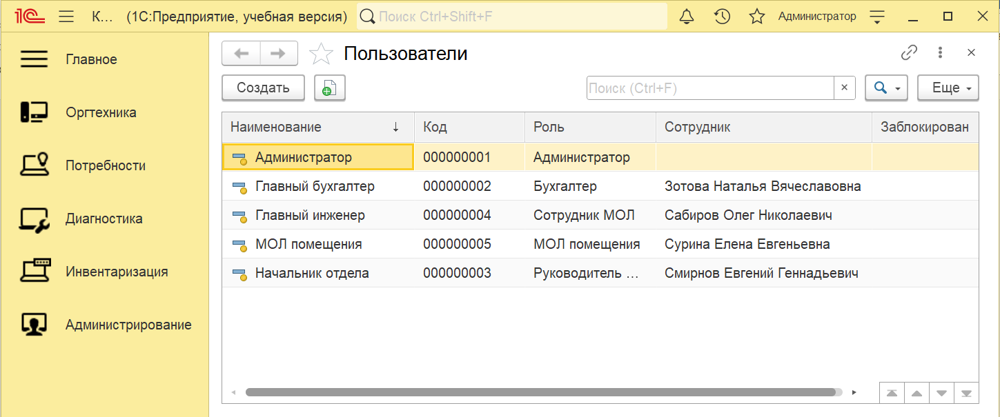 1С К... (1С:Предприятие, учебная версия) Поиск Ctrl+Shift+F Администратор
Главное
Оргтехника
Потребности
Диагностика
Инвентаризация
Администрирование
Пользователи
Создать Поиск (Ctrl+F) × Еще
Наименование ↓ Код Роль Сотрудник Заблокирован
Администратор 000000001 Администратор
Главный бухгалтер 000000002 Бухгалтер Зотова Наталья Вячеславовна
Главный инженер 000000004 Сотрудник МОЛ Сабиров Олег Николаевич
МОЛ помещения 000000005 МОЛ помещения Сурина Елена Евгеньевна
Начальник отдела 000000003 Руководитель ... Смирнов Евгений Геннадьевич